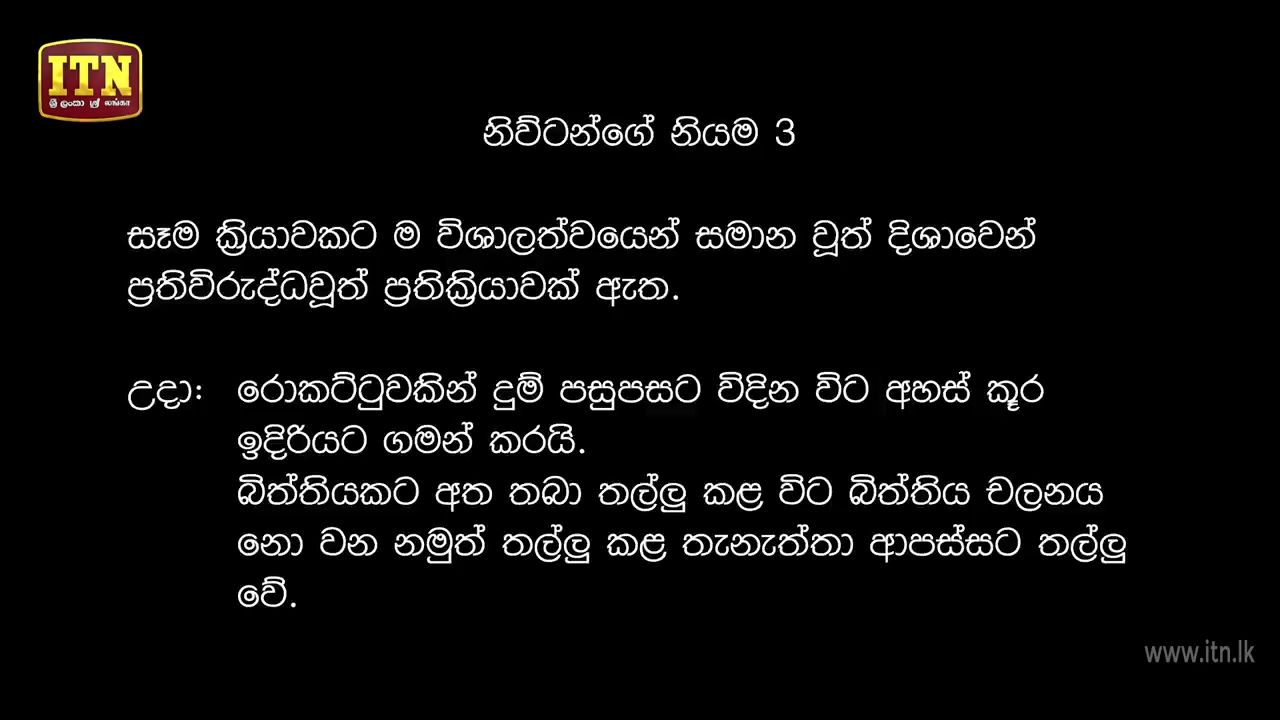 ITN
ශ්‍රී ලංකා ஸ்ரீ லங்கா
නිව්ටන්ගේ නියම 3
සෑම ක්‍රියාවකට ම විශාලත්වයෙන් සමාන වූත් දිශාවෙන්
ප්‍රතිවිරුද්ධවූත් ප්‍රතික්‍රියාවක් ඇත.
උදා: රොකට්ටුවකින් දුම් පසුපසට විදින විට අහස් කූර
ඉදිරියට ගමන් කරයි.
බිත්තියකට අත තබා තල්ලු කළ විට බිත්තිය චලනය
නො වන නමුත් තල්ලු කළ තැනැත්තා ආපස්සට තල්ලු
වේ.
www.itn.lk